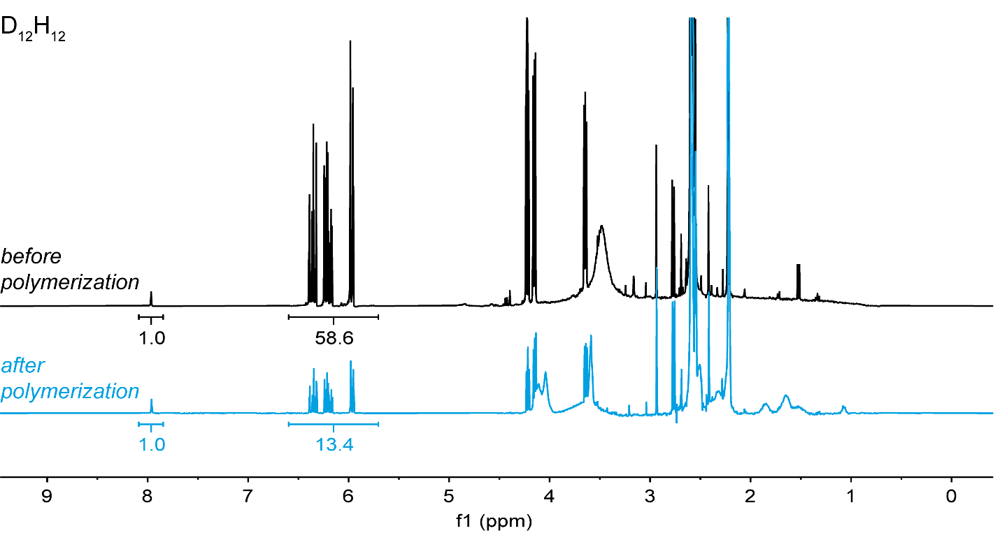 D₁₂H₁₂
before
polymerization
1.0 58.6
after
polymerization
1.0 13.4
9 8 7 6 5 4 3 2 1 0
f1 (ppm)